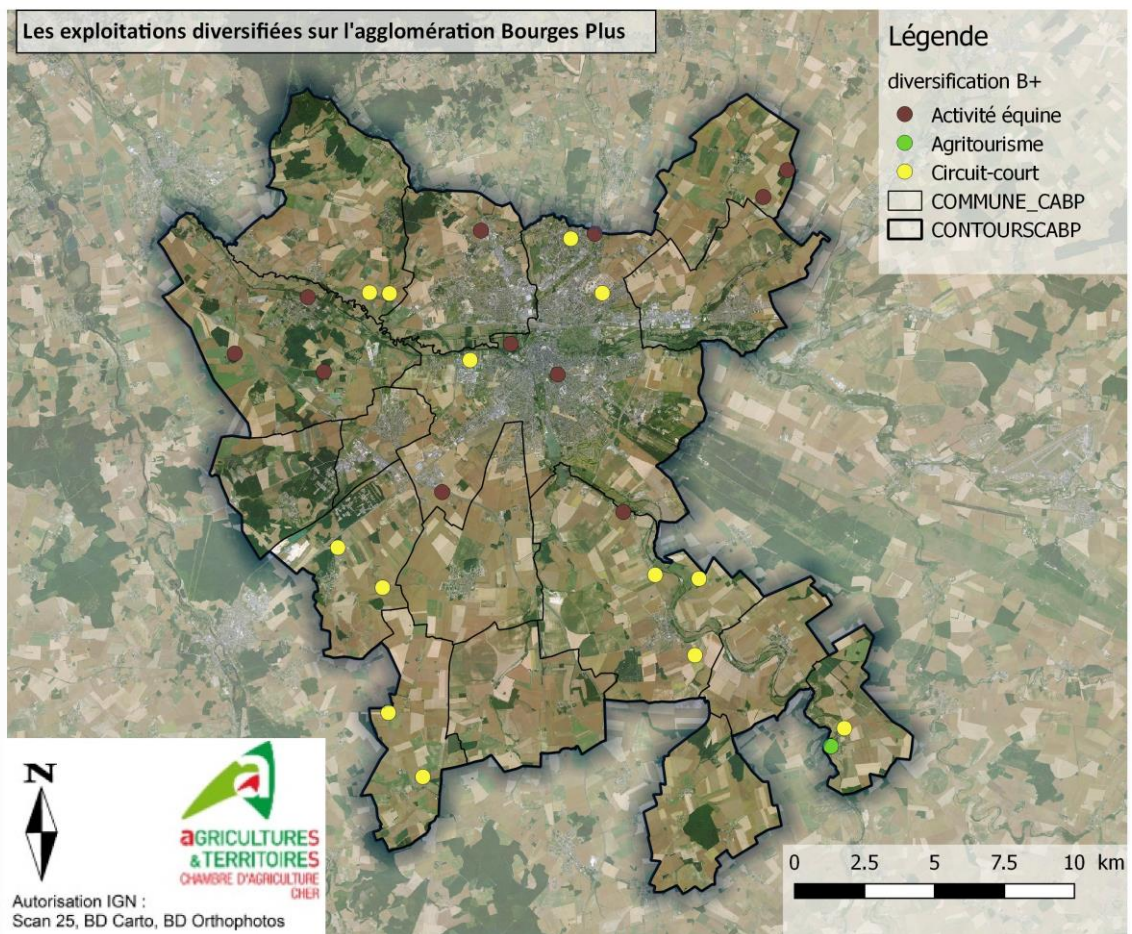 Les exploitations diversifiées sur l'agglomération Bourges Plus
Légende
diversification B+
Activité équine
Agritourisme
Circuit-court
COMMUNE_CABP
CONTOURSCABP
N
aGRICULTURES
& TERRITOIRES
CHAMBRE D'AGRICULTURE
CHER
Autorisation IGN :
Scan 25, BD Carto, BD Orthophotos
0 2.5 5 7.5 10 km